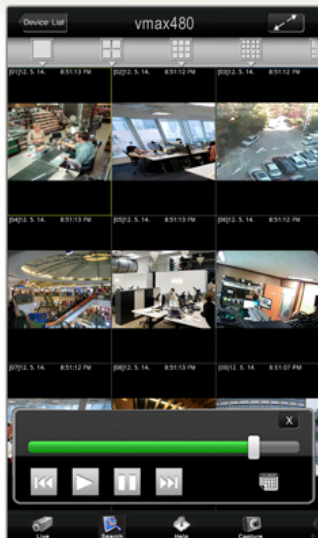 Device List
vmax480
[01]12. 5. 14. 8:51:13 PM
[02]12. 5. 14. 8:51:12 PM
[03]12. 5. 14. 8:51:12 PM
[04]12. 5. 14. 8:51:13 PM
[05]12. 5. 14. 8:51:13 PM
[06]12. 5. 14. 8:51:12 PM
[07]12. 5. 14. 8:51:12 PM
[08]12. 5. 14. 8:51:13 PM
[09]12. 5. 14. 8:51:07 PM
X
Live
Search
Help
Capture